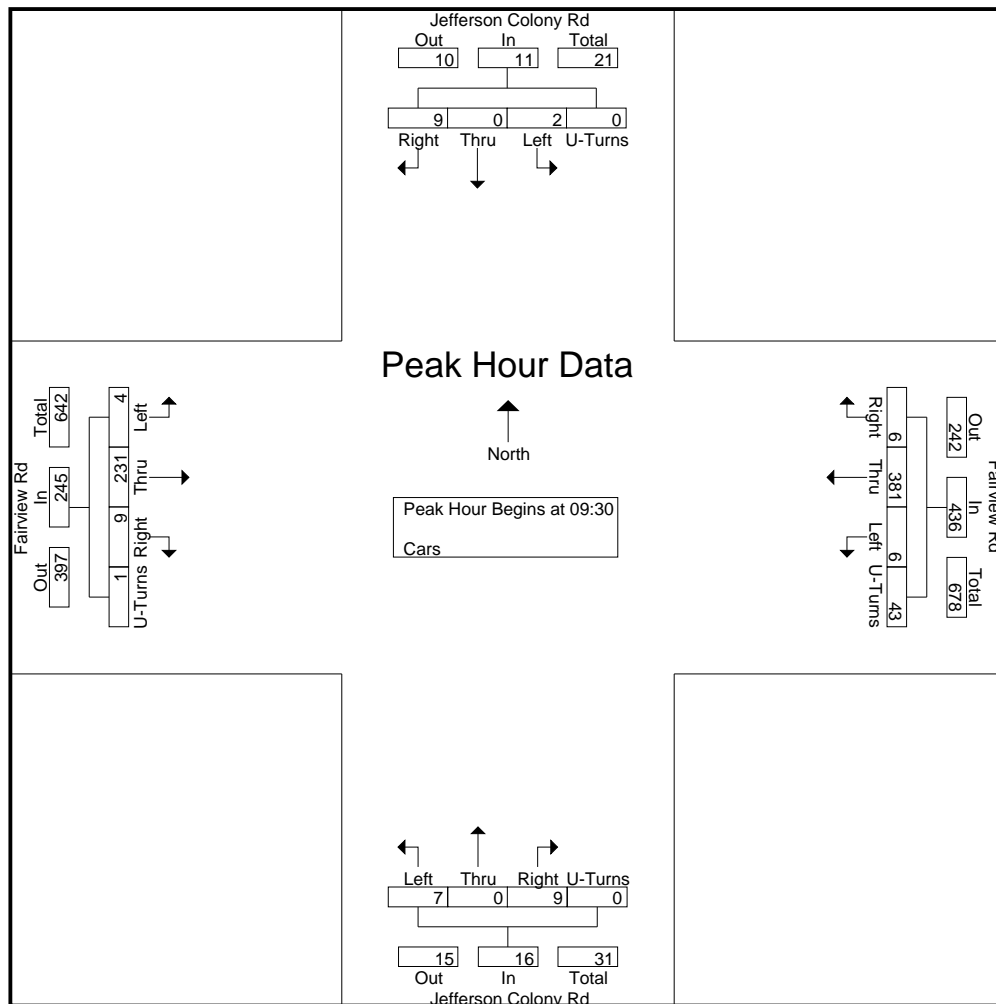 Jefferson Colony Rd
Out In Total
10 11 21
9 0 2 0
Right Thru Left U-Turns
Peak Hour Data
North
Peak Hour Begins at 09:30
Cars
Fairview Rd
Total In Out
642 245 397
4 231 9 1
Left Thru Right U-Turns
Right Thru Left U-Turns
6 381 6 43
242 436 678
Out In Total
Fairview Rd
Left Thru Right U-Turns
7 0 9 0
15 16 31
Out In Total
Jefferson Colony Rd